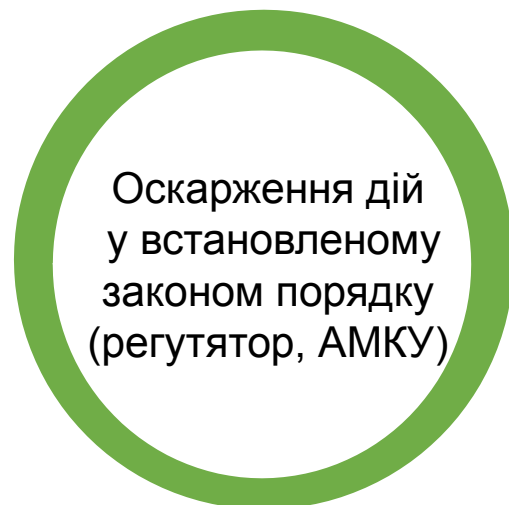 Оскарження дій
у встановленому
законом порядку
(регутятор, АМКУ)